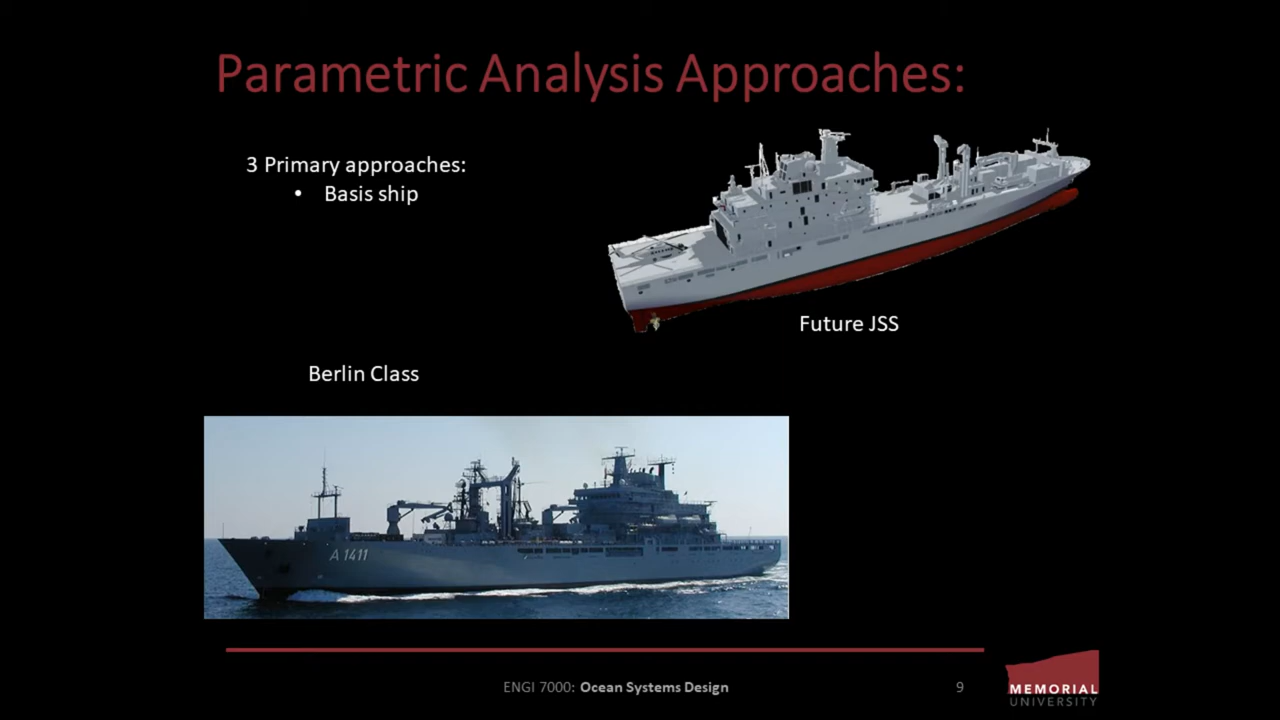 Parametric Analysis Approaches:
3 Primary approaches:
• Basis ship
Future JSS
Berlin Class
A 1411
ENGI 7000: Ocean Systems Design
9
MEMORIAL
UNIVERSITY